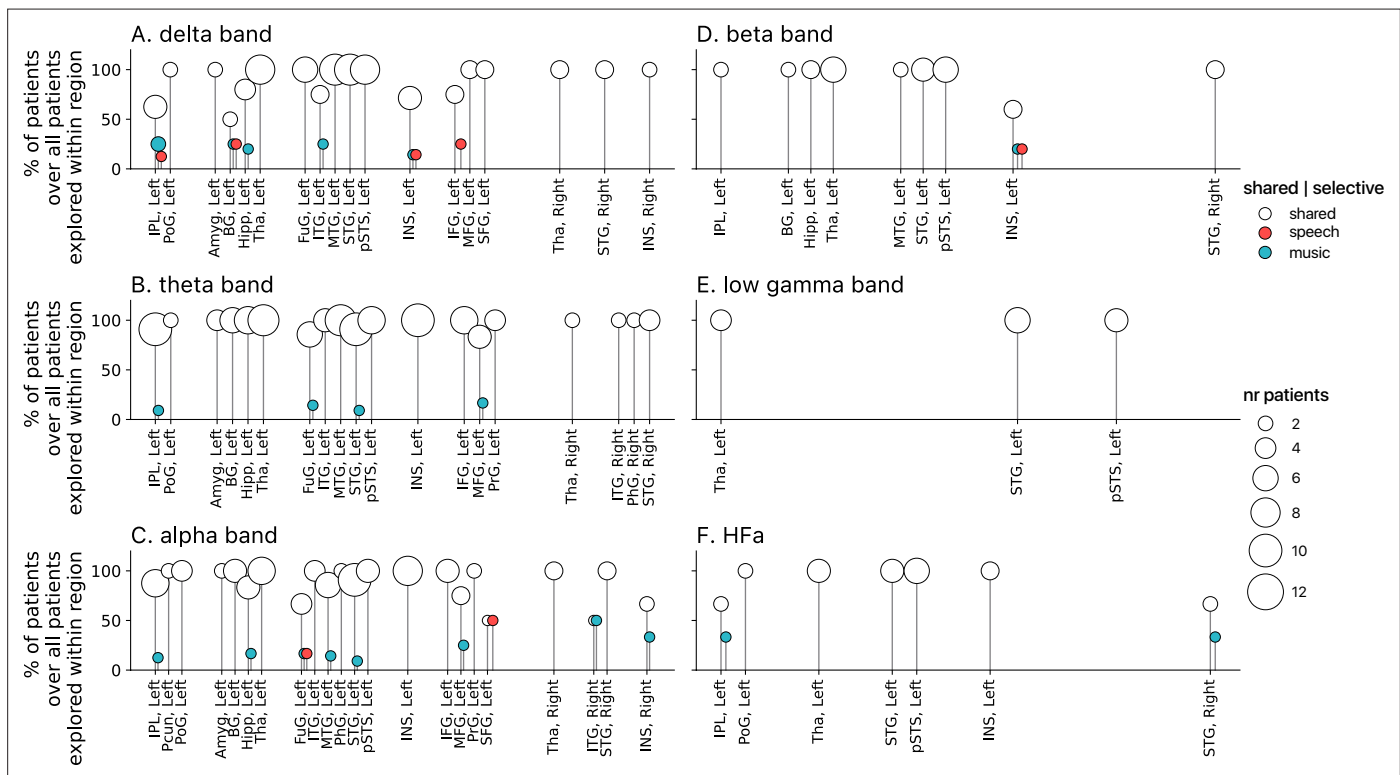 A. delta band
% of patients
over all patients
explored within region
100
50
0
IPL, Left
PoG, Left
Amyg, Left
BG, Left
Hipp, Left
Tha, Left
FuG, Left
ITG, Left
MTG, Left
STG, Left
pSTS, Left
INS, Left
IFG, Left
MFG, Left
SFG, Left
Tha, Right
STG, Right
INS, Right
D. beta band
IPL, Left
BG, Left
Hipp, Left
Tha, Left
MTG, Left
STG, Left
pSTS, Left
INS, Left
STG, Right
shared | selective
shared
speech
music
B. theta band
% of patients
over all patients
explored within region
100
50
0
IPL, Left
PoG, Left
Amyg, Left
BG, Left
Hipp, Left
Tha, Left
FuG, Left
ITG, Left
MTG, Left
STG, Left
pSTS, Left
INS, Left
IFG, Left
MFG, Left
PrG, Left
Tha, Right
ITG, Right
PhG, Right
STG, Right
E. low gamma band
Tha, Left
STG, Left
pSTS, Left
nr patients
2
4
6
8
10
12
C. alpha band
% of patients
over all patients
explored within region
100
50
0
IPL, Left
Pcun, Left
PoG, Left
Amyg, Left
BG, Left
Hipp, Left
Tha, Left
FuG, Left
ITG, Left
MTG, Left
PhG, Left
STG, Left
pSTS, Left
INS, Left
IFG, Left
MFG, Left
PrG, Left
SFG, Left
Tha, Right
ITG, Right
STG, Right
INS, Right
F. HFa
IPL, Left
PoG, Left
Tha, Left
STG, Left
pSTS, Left
INS, Left
STG, Right